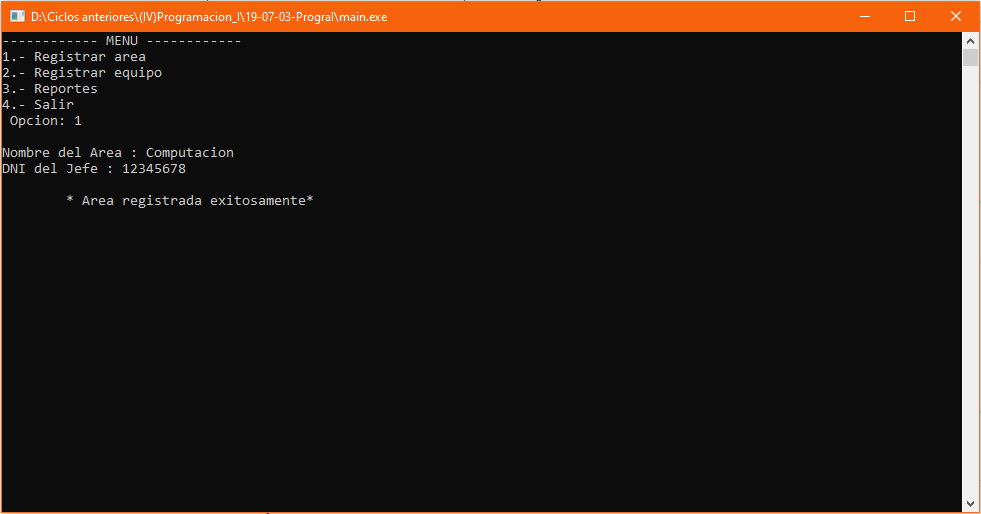 D:\Ciclos anteriores\(IV)Programacion_I\19-07-03-PrograI\main.exe
------------ MENU ------------
1.- Registrar area
2.- Registrar equipo
3.- Reportes
4.- Salir
 Opcion: 1
Nombre del Area : Computacion
DNI del Jefe : 12345678
        * Area registrada exitosamente*